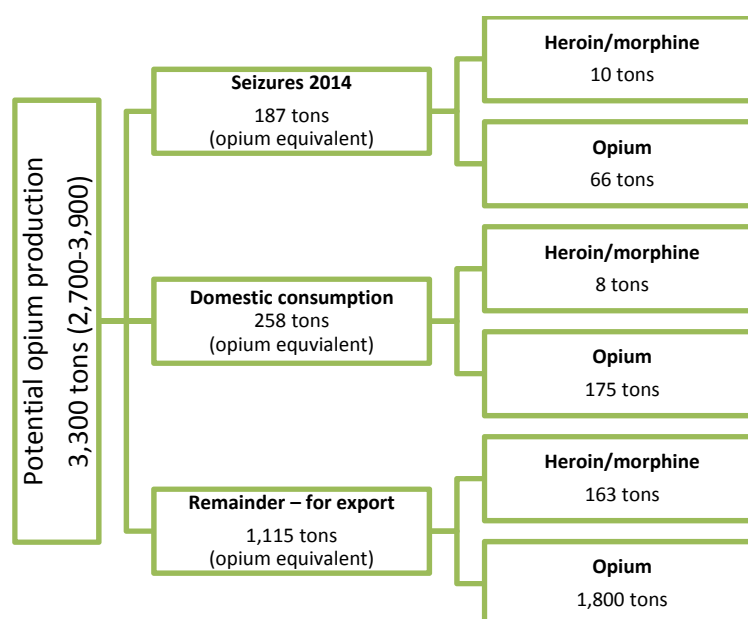 Potential opium production
3,300 tons (2,700-3,900)
Seizures 2014
187 tons
(opium equivalent)
Heroin/morphine
10 tons
Opium
66 tons
Domestic consumption
258 tons
(opium equvialent)
Heroin/morphine
8 tons
Opium
175 tons
Remainder – for export
1,115 tons
(opium equivalent)
Heroin/morphine
163 tons
Opium
1,800 tons